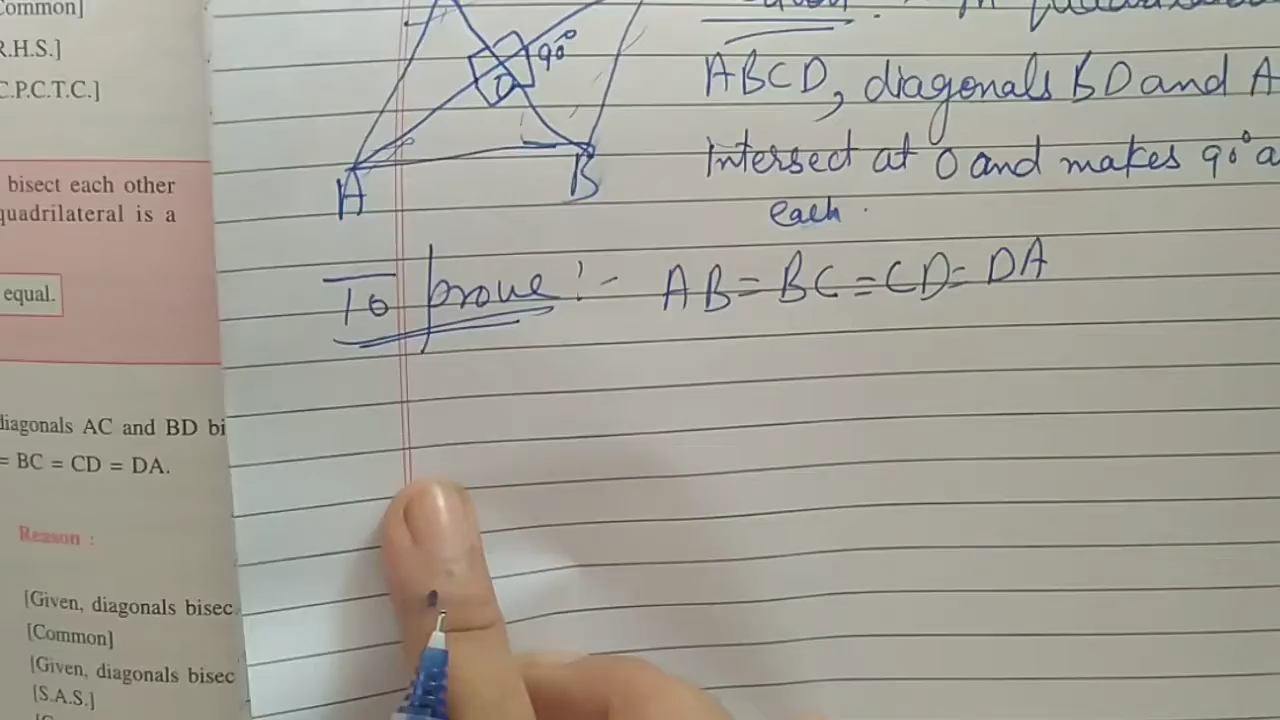 Common]
R.H.S.]
C.P.C.T.C.]
bisect each other
quadrilateral is a
equal.
diagonals AC and BD bi
= BC = CD = DA.
Reason :
[Given, diagonals bisec
[Common]
[Given, diagonals bisec
[S.A.S.]
90°
O
A
B
ABCD, diagonals BD and A
Intersect at O and makes 90° a
each.
To prove :- AB = BC = CD = DA